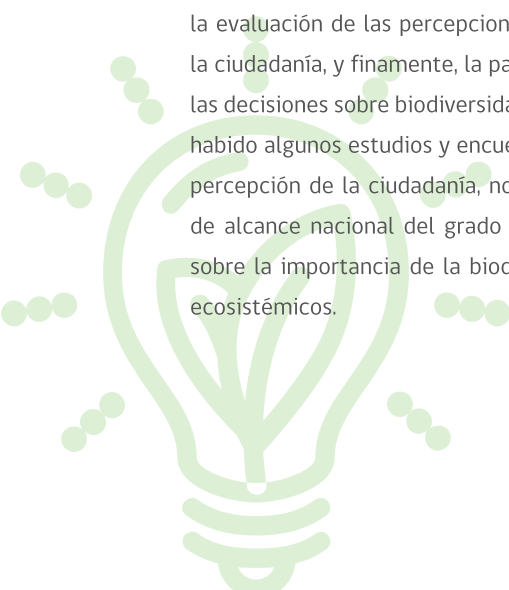 la evaluación de las percepcion
la ciudadanía, y finamente, la pa
las decisiones sobre biodiversida
habido algunos estudios y encue
percepción de la ciudadanía, no
de alcance nacional del grado
sobre la importancia de la biod
ecosistémicos.